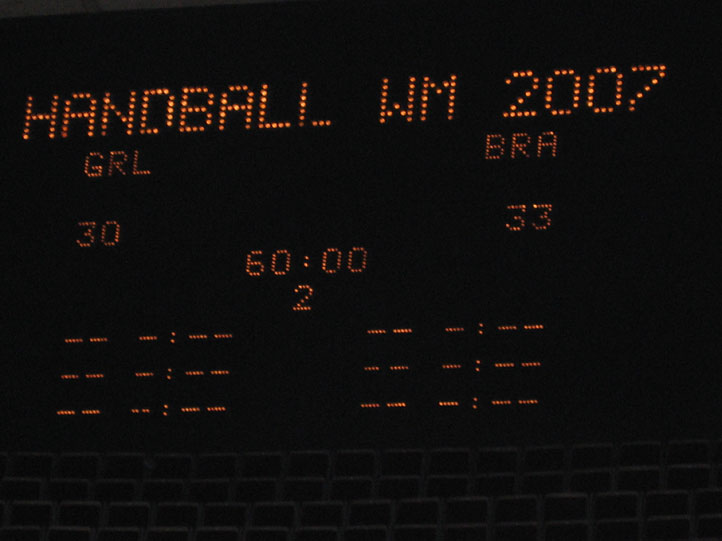 HANDBALL WM 2007
GRL BRA
30 33
60:00
2
-- -:-- -- -:--
-- -:-- -- -:--
-- -:-- -- -:--